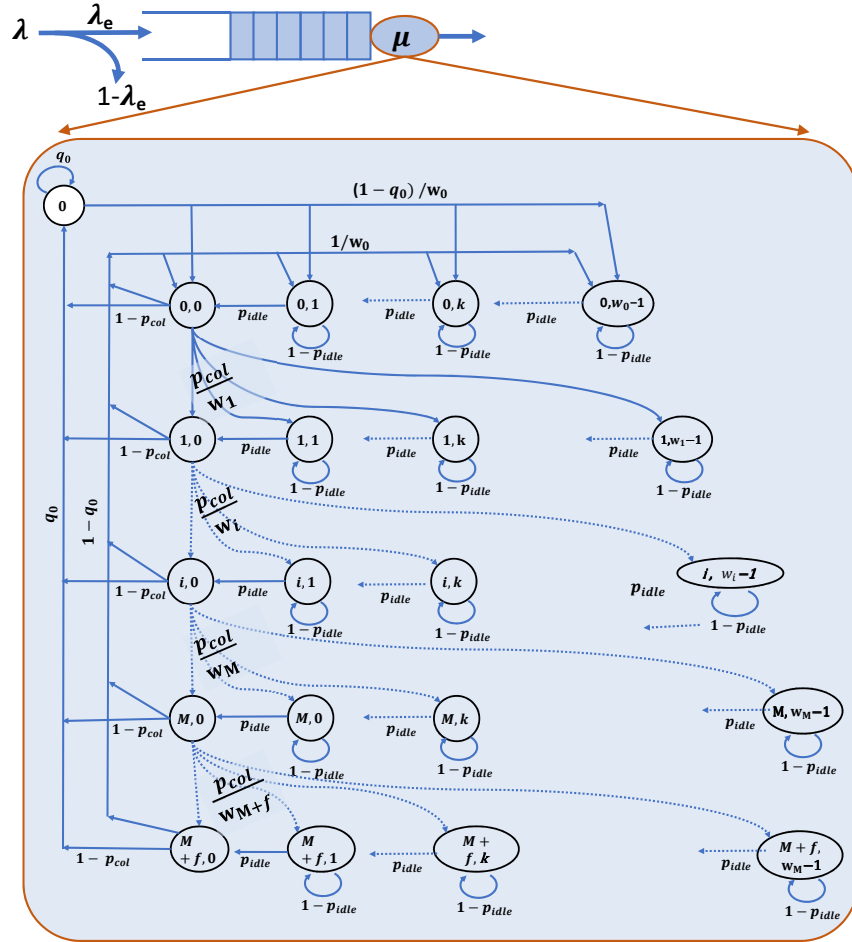 λ
λe
1-λe
μ
q0
0
(1 − q0) /w0
1/w0
0, 0
0, 1
0, k
0,w0−1
1 − pcol
pidle
pidle
pidle
1 − pidle
1 − pidle
1 − pidle
pcol
w1
1, 0
1, 1
1, k
1,w1−1
1 − pcol
pidle
pidle
pidle
1 − pidle
1 − pidle
1 − pidle
q0
1 − q0
pcol
wi
i, 0
i, 1
i, k
i, wi−1
1 − pcol
pidle
pidle
pidle
1 − pidle
1 − pidle
1 − pidle
pcol
wM
M, 0
M, 0
M, k
M, wM−1
1 − pcol
pidle
pidle
pidle
1 − pidle
1 − pidle
1 − pidle
pcol
wM+f
M
+ f, 0
M
+ f, 1
M +
f, k
M + f,
wM−1
1 − pcol
pidle
pidle
pidle
1 − pidle
1 − pidle
1 − pidle